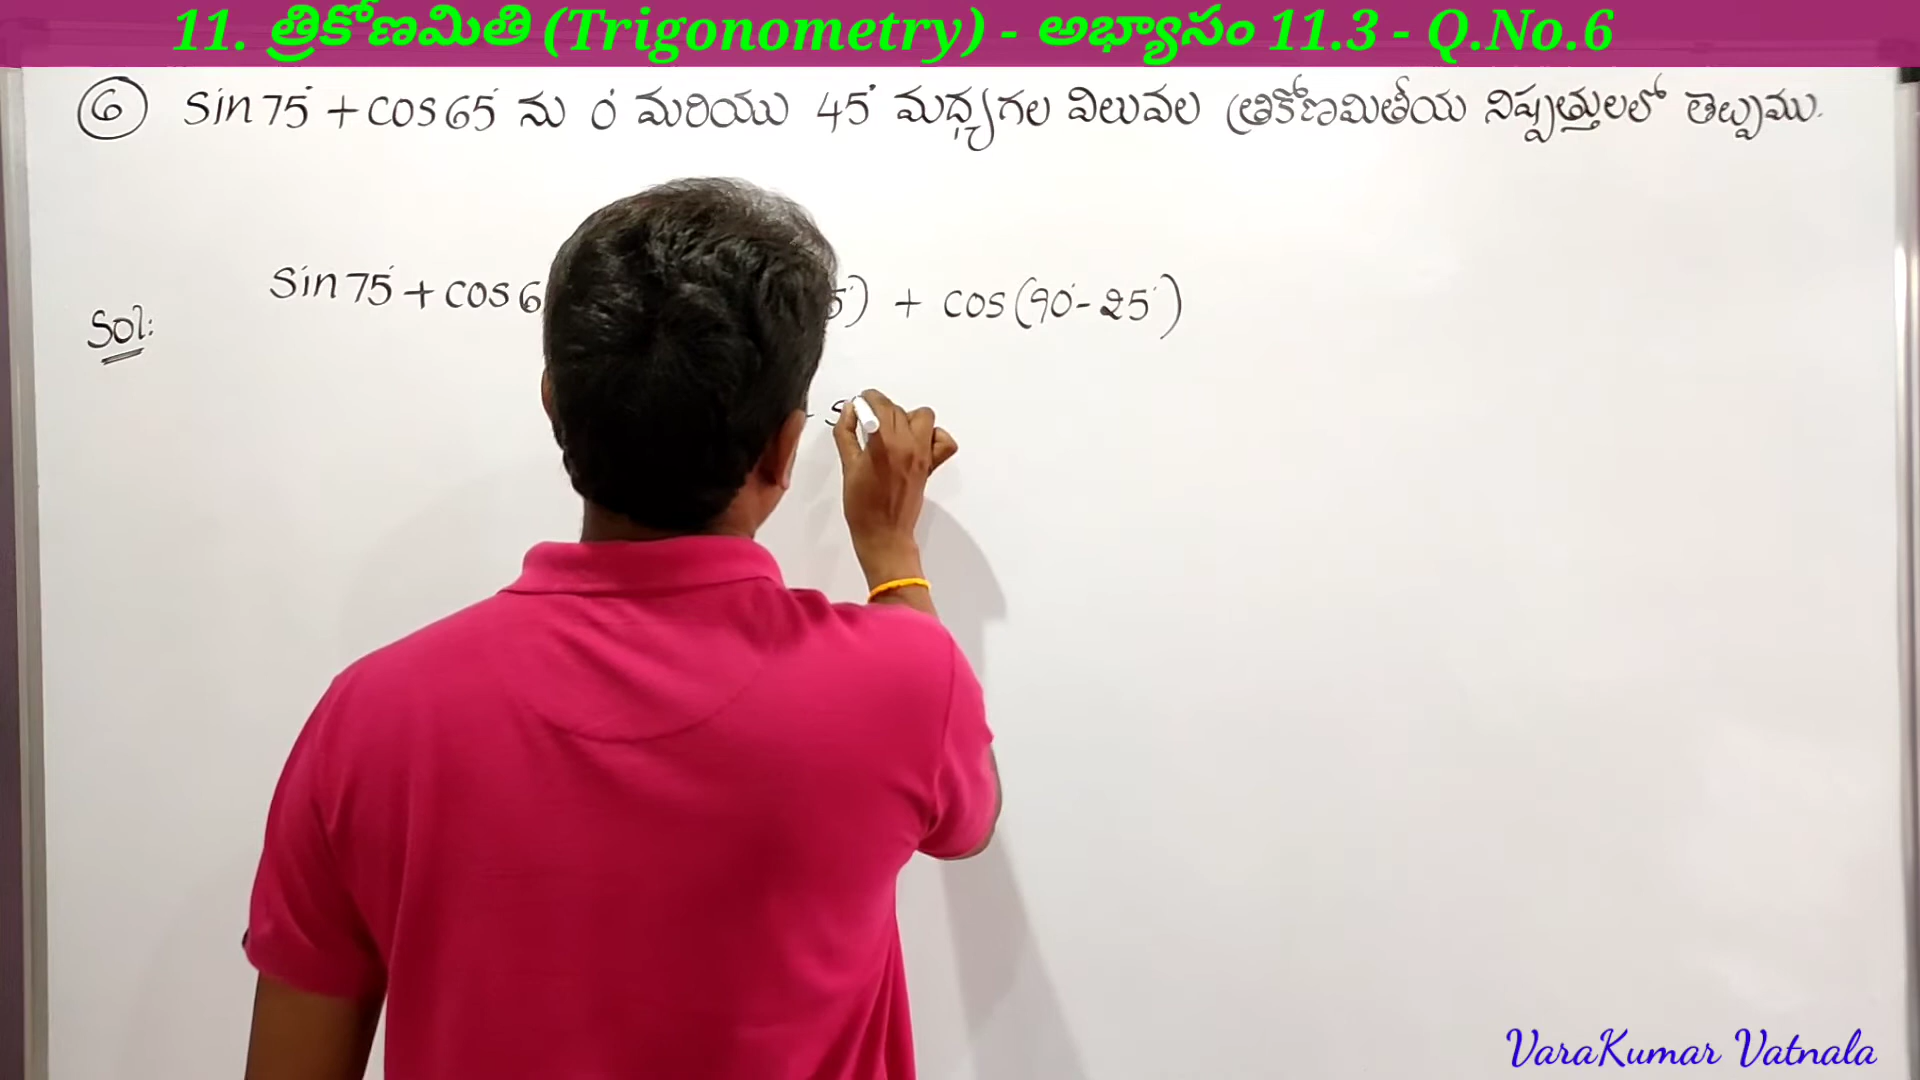 11. త్రికోణమితి (Trigonometry) - అభ్యాసం 11.3 - Q.No.6
6 Sin 75° + cos 65° ను 0° మరియు 45° మధ్యగల విలువల త్రికోణమితీయ నిష్పత్తులలో తెల్పుము.
Sol: Sin 75° + cos 6 5°) + cos (90° - 25°)
VaraKumar Vatnala